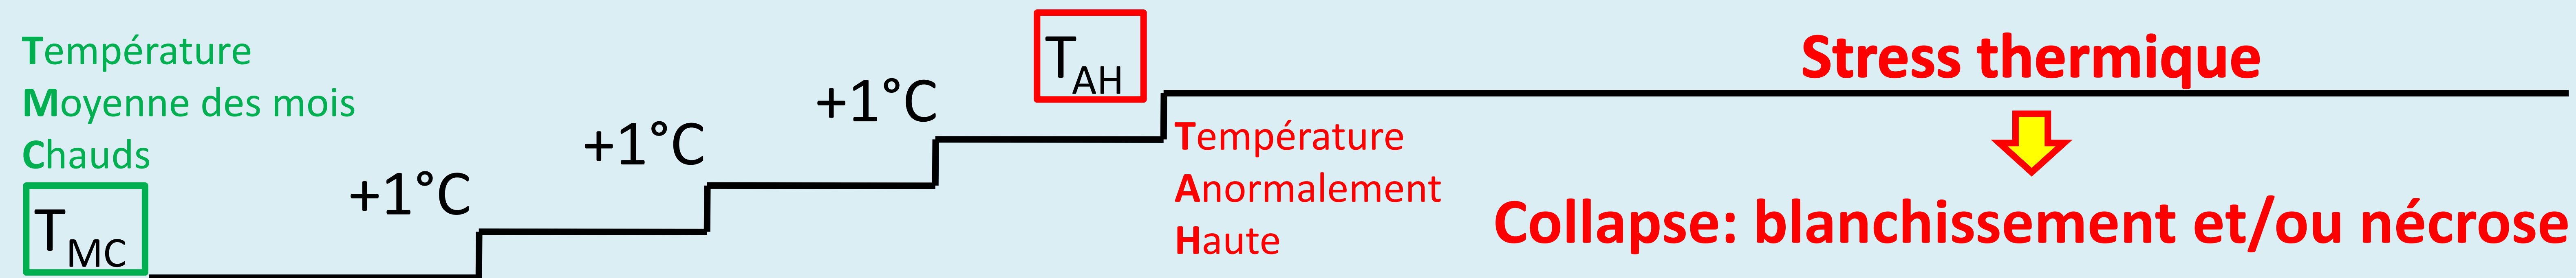 Température
Moyenne des mois
Chauds
TMC
+1°C
+1°C
+1°C
TAH
Température
Anormalement
Haute
Stress thermique
Collapse: blanchissement et/ou nécrose